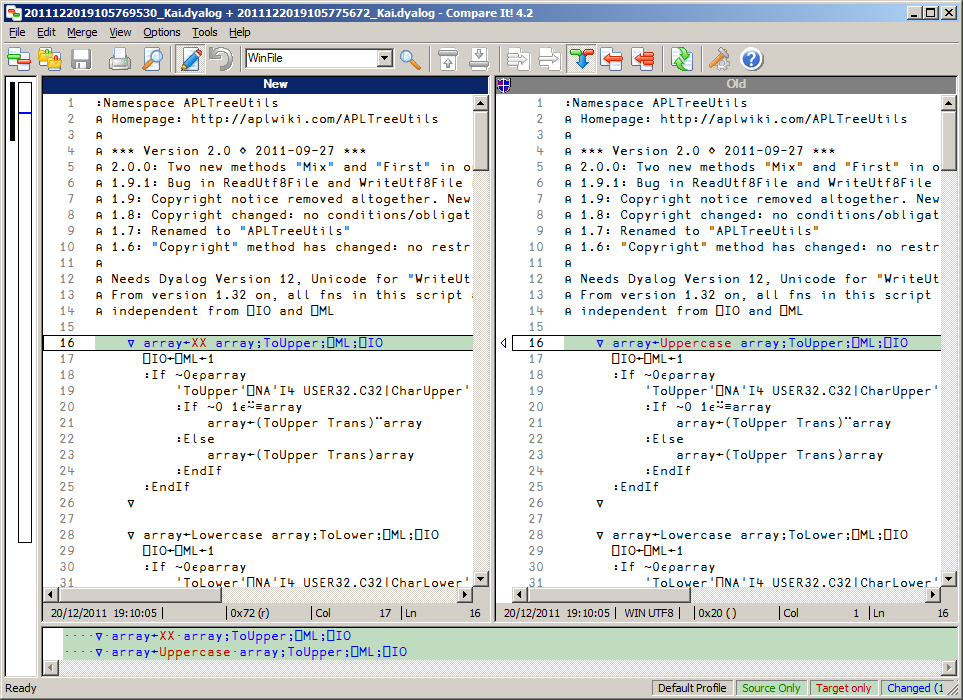 2011122019105769530_Kai.dyalog + 2011122019105775672_Kai.dyalog - Compare It! 4.2
File Edit Merge View Options Tools Help
WinFile
New
1 :Namespace APLTreeUtils
2 ⍝ Homepage: http://aplwiki.com/APLTreeUtils
3 ⍝
4 ⍝ *** Version 2.0 ⋄ 2011-09-27 ***
5 ⍝ 2.0.0: Two new methods "Mix" and "First" in o
6 ⍝ 1.9.1: Bug in ReadUtf8File and WriteUtf8File
7 ⍝ 1.9: Copyright notice removed altogether. New
8 ⍝ 1.8: Copyright changed: no conditions/obligat
9 ⍝ 1.7: Renamed to "APLTreeUtils"
10 ⍝ 1.6: "Copyright" method has changed: no restr
11 ⍝
12 ⍝ Needs Dyalog Version 12, Unicode for "WriteUt
13 ⍝ From version 1.32 on, all fns in this script
14 ⍝ independent from ⎕IO and ⎕ML
15
16 ∇ array←XX array;ToUpper;⎕ML;⎕IO
17 ⎕IO←⎕ML←1
18 :If ~0∊⍴array
19 'ToUpper'⎕NA'I4 USER32.C32|CharUpper'
20 :If ~0 1∊⍨≡array
21 array←(ToUpper Trans)¨array
22 :Else
23 array←(ToUpper Trans)array
24 :EndIf
25 :EndIf
26 ∇
27
28 ∇ array←Lowercase array;ToLower;⎕ML;⎕IO
29 ⎕IO←⎕ML←1
30 :If ~0∊⍴array
31 'ToLower'⎕NA'I4 USER32.C32|CharLower'
20/12/2011 19:10:05 0x72 (r) Col 17 Ln 16
Old
1 :Namespace APLTreeUtils
2 ⍝ Homepage: http://aplwiki.com/APLTreeUtils
3 ⍝
4 ⍝ *** Version 2.0 ⋄ 2011-09-27 ***
5 ⍝ 2.0.0: Two new methods "Mix" and "First" in o
6 ⍝ 1.9.1: Bug in ReadUtf8File and WriteUtf8File
7 ⍝ 1.9: Copyright notice removed altogether. New
8 ⍝ 1.8: Copyright changed: no conditions/obligat
9 ⍝ 1.7: Renamed to "APLTreeUtils"
10 ⍝ 1.6: "Copyright" method has changed: no restr
11 ⍝
12 ⍝ Needs Dyalog Version 12, Unicode for "WriteUt
13 ⍝ From version 1.32 on, all fns in this script
14 ⍝ independent from ⎕IO and ⎕ML
15
16 ∇ array←Uppercase array;ToUpper;⎕ML;⎕IO
17 ⎕IO←⎕ML←1
18 :If ~0∊⍴array
19 'ToUpper'⎕NA'I4 USER32.C32|CharUpper'
20 :If ~0 1∊⍨≡array
21 array←(ToUpper Trans)¨array
22 :Else
23 array←(ToUpper Trans)array
24 :EndIf
25 :EndIf
26 ∇
27
28 ∇ array←Lowercase array;ToLower;⎕ML;⎕IO
29 ⎕IO←⎕ML←1
30 :If ~0∊⍴array
31 'ToLower'⎕NA'I4 USER32.C32|CharLower'
20/12/2011 19:10:05 WIN UTF8 0x20 ( ) Col 1 Ln 16
····∇·array←XX·array;ToUpper;⎕ML;⎕IO
····∇·array←Uppercase·array;ToUpper;⎕ML;⎕IO
Ready Default Profile Source Only Target only Changed (1